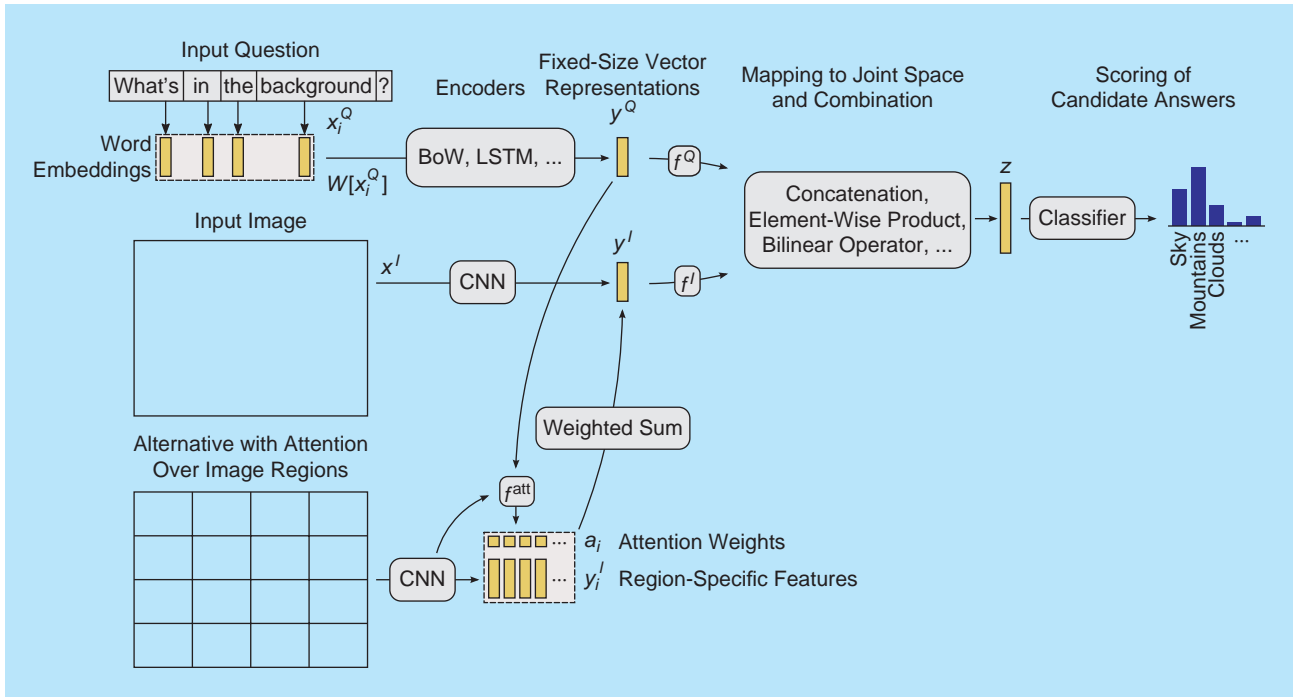 Input Question
What's in the background ?
x_i^Q
Word
Embeddings
W[x_i^Q]
Encoders
BoW, LSTM, ...
Fixed-Size Vector
Representations
y^Q
f^Q
Mapping to Joint Space
and Combination
Concatenation,
Element-Wise Product,
Bilinear Operator, ...
z
Scoring of
Candidate Answers
Classifier
Sky
Mountains
Clouds
...
Input Image
x^I
CNN
y^I
f^I
Weighted Sum
Alternative with Attention
Over Image Regions
CNN
f^att
... a_i Attention Weights
... y_i^I Region-Specific Features